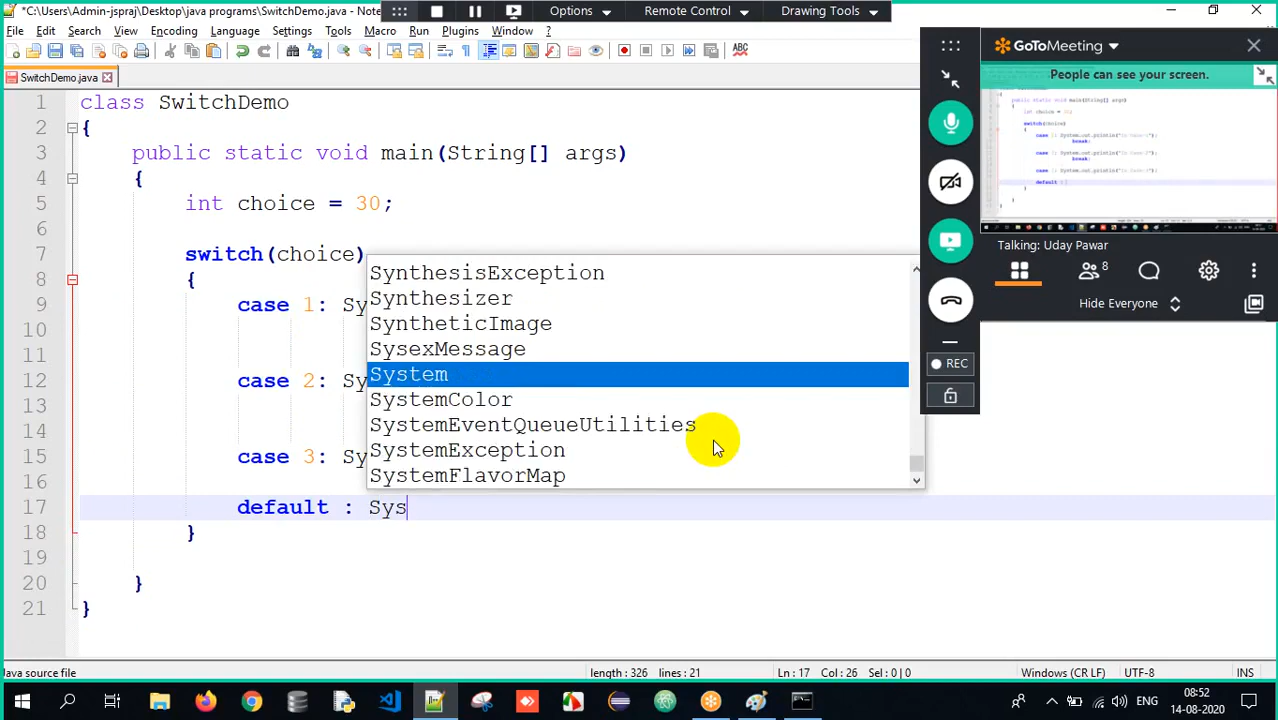 *C:\Users\Admin-jspraj\Desktop\java programs\SwitchDemo.java - Note
Options
Remote Control
Drawing Tools
File Edit Search View Encoding Language Settings Tools Macro Run Plugins Window ?
SwitchDemo.java
1 class SwitchDemo
2 {
3 public static void main(String[] args)
4 {
5 int choice = 30;
6
7 switch(choice)
8 {
9 case 1: Sy
10
11
12 case 2: Sy
13
14
15 case 3: Sy
16
17 default : Sys
18 }
19
20 }
21 }
SynthesisException
Synthesizer
SyntheticImage
SysexMessage
System
SystemColor
SystemEventQueueUtilities
SystemException
SystemFlavorMap
GoToMeeting
People can see your screen.
Talking: Uday Pawar
8
Hide Everyone
REC
Java source file
length : 326 lines : 21
Ln : 17 Col : 26 Sel : 0 | 0
Windows (CR LF)
UTF-8
INS
ENG
08:52
14-08-2020